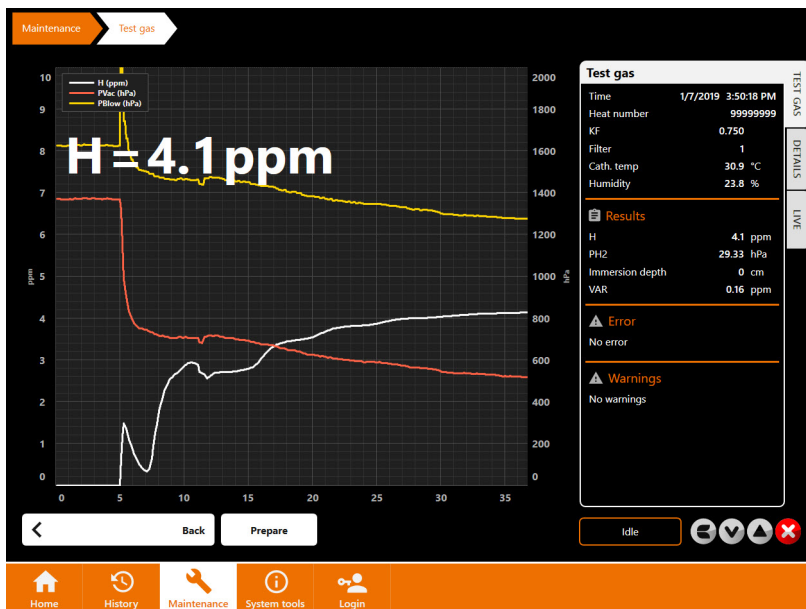 Maintenance
Test gas
H (ppm)
PVac (hPa)
PBlow (hPa)
H = 4.1 ppm
10
9
8
7
6
5
4
3
2
1
0
ppm
2000
1800
1600
1400
1200
1000
800
600
400
200
0
hPa
0 5 10 15 20 25 30 35
Test gas
Time 1/7/2019 3:50:18 PM
Heat number 99999999
KF 0.750
Filter 1
Cath. temp 30.9 °C
Humidity 23.8 %
Results
H 4.1 ppm
PH2 29.33 hPa
Immersion depth 0 cm
VAR 0.16 ppm
Error
No error
Warnings
No warnings
TEST GAS
DETAILS
LIVE
Back
Prepare
Idle
Home
History
Maintenance
System tools
Login